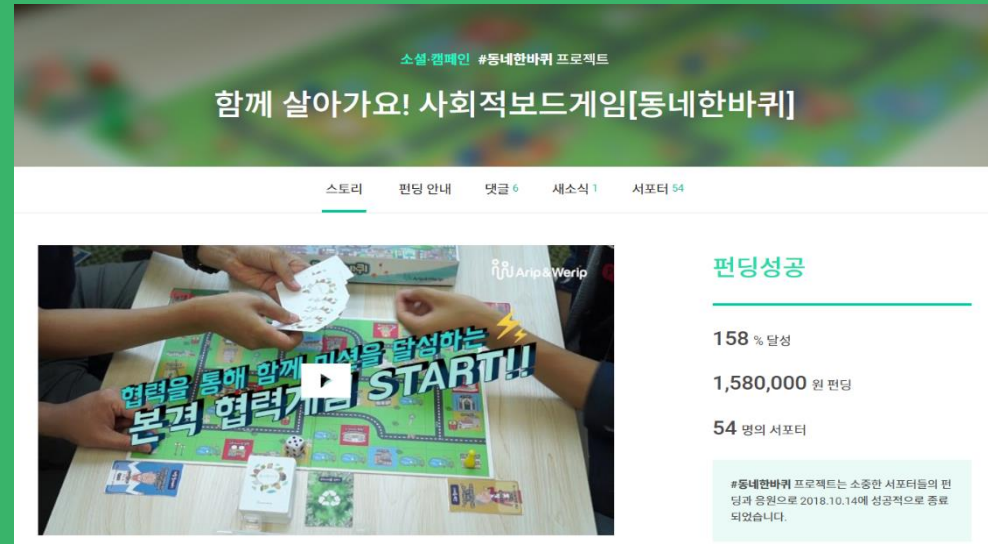 소셜·캠페인 #동네한바퀴 프로젝트
함께 살아가요! 사회적보드게임[동네한바퀴]
스토리 펀딩 안내 댓글 6 새소식 1 서포터 54
Arip&Werip
협력을 통해 함께 미션을 달성하는
본격 협력게임 START!!
펀딩성공
158 % 달성
1,580,000 원 펀딩
54 명의 서포터
#동네한바퀴 프로젝트는 소중한 서포터들의 펀
딩과 응원으로 2018.10.14에 성공적으로 종료
되었습니다.